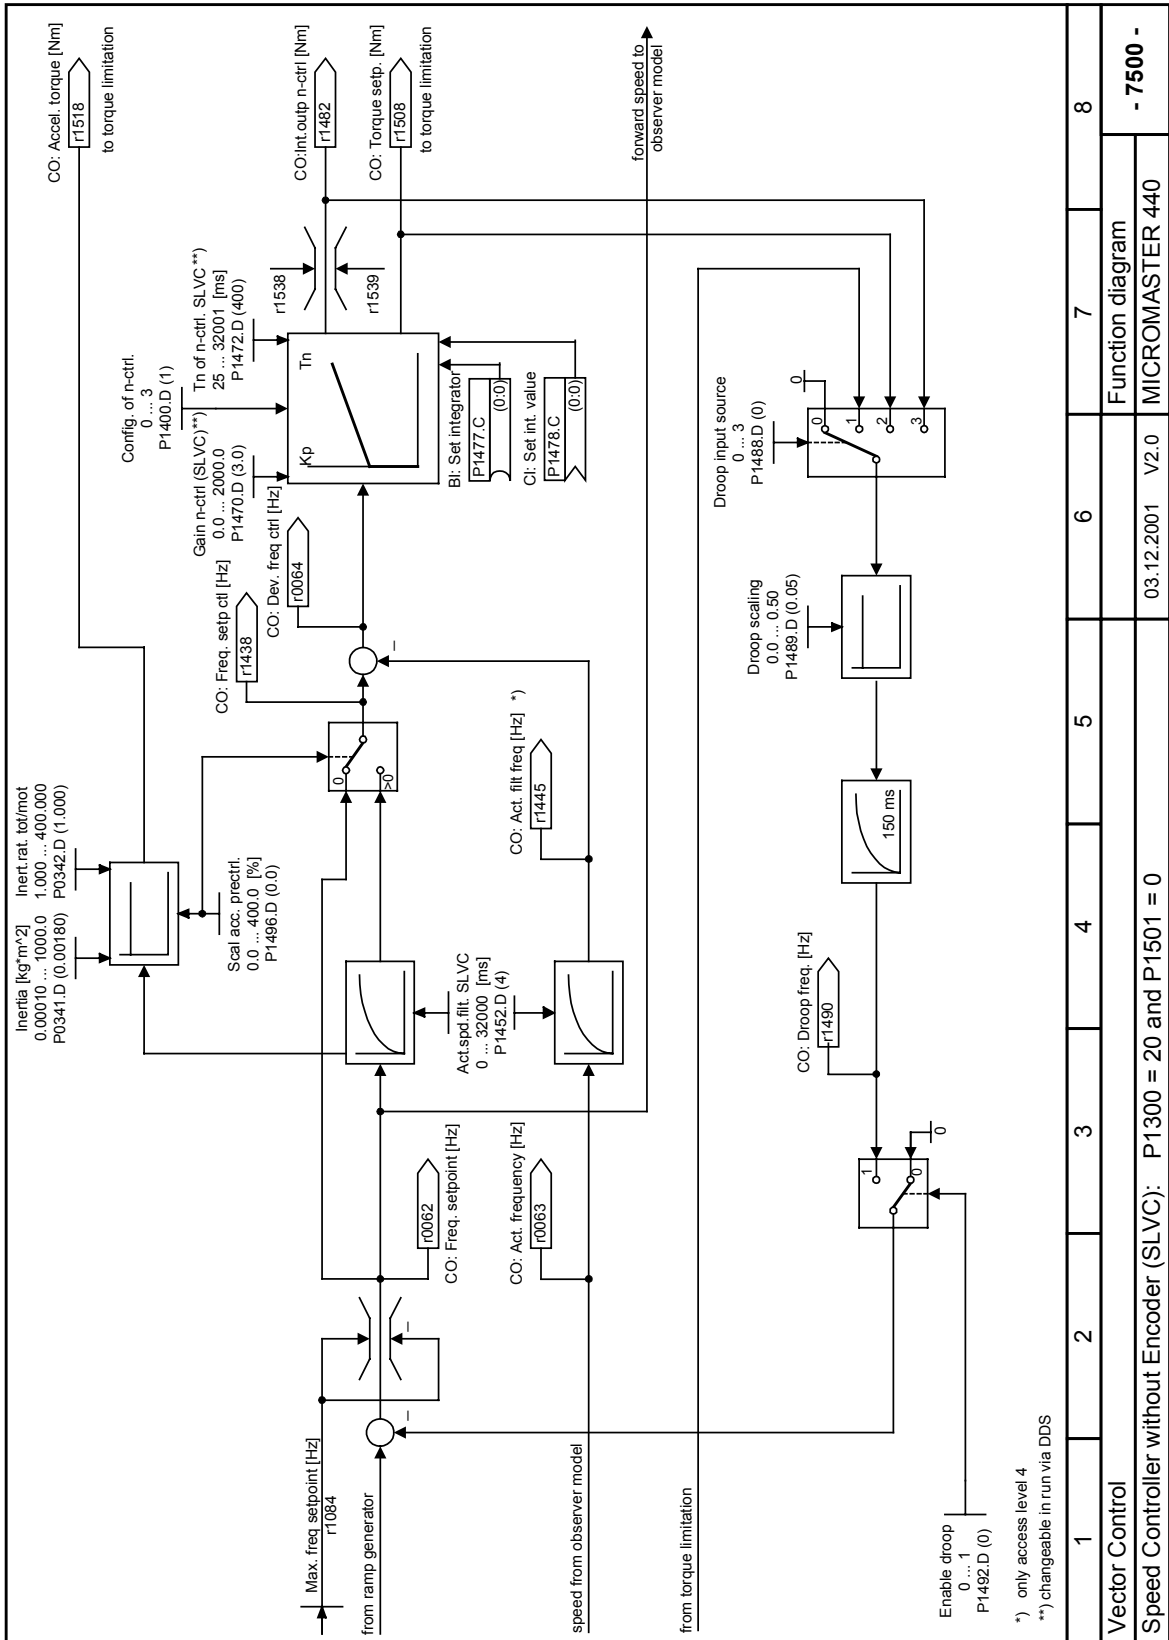 CO: Accel. torque [Nm]
r1518
to torque limitation
Inertia [kg*m^2]
0.00010 ... 1000.0
P0341.D (0.00180)
Inert.rat. tot/mot
1.000 ... 400.000
P0342.D (1.000)
Scal acc. prectrl.
0.0 ... 400.0 [%]
P1496.D (0.0)
Config. of n-ctrl.
0 ... 3
P1400.D (1)
Gain n-ctrl (SLVC)**)
0.0 ... 2000.0
P1470.D (3.0)
Tn of n-ctrl. SLVC **)
25 ... 32001 [ms]
P1472.D (400)
CO: Freq. setp ctl [Hz]
r1438
CO: Dev. freq ctrl [Hz]
r0064
Kp
Tn
r1538
r1539
CO:Int.outp n-ctrl [Nm]
r1482
CO: Torque setp. [Nm]
r1508
to torque limitation
Max. freq setpoint [Hz]
r1084
from ramp generator
–
–
r0062
CO: Freq. setpoint [Hz]
0
>0
–
BI: Set integrator
P1477.C
(0:0)
CI: Set int. value
P1478.C
(0:0)
Act.spd.filt. SLVC
0 ... 32000 [ms]
P1452.D (4)
CO: Act. frequency [Hz]
r0063
CO: Act. filt freq [Hz] *)
r1445
speed from observer model
forward speed to
observer model
from torque limitation
Droop input source
0 ... 3
P1488.D (0)
0
0
1
2
3
Droop scaling
0.0 ... 0.50
P1489.D (0.05)
150 ms
CO: Droop freq. [Hz]
r1490
1
0
0
Enable droop
0 ... 1
P1492.D (0)
*) only access level 4
**) changeable in run via DDS
1 2 3 4 5 6 7 8
Vector Control
Function diagram
- 7500 -
Speed Controller without Encoder (SLVC): P1300 = 20 and P1501 = 0
03.12.2001 V2.0
MICROMASTER 440